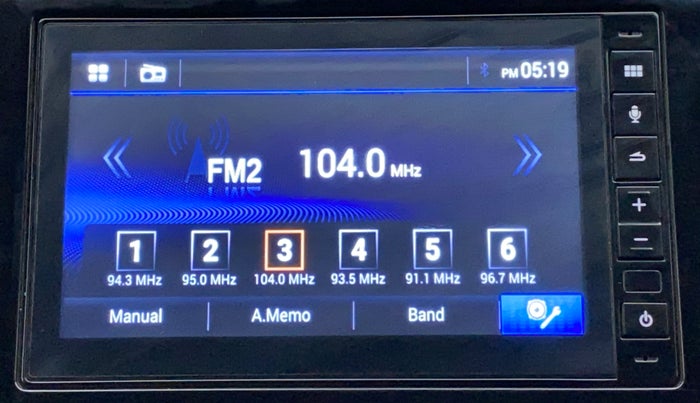 PM 05:19
FM2 104.0 MHz
1 2 3 4 5 6
94.3 MHz 95.0 MHz 104.0 MHz 93.5 MHz 91.1 MHz 96.7 MHz
Manual A.Memo Band